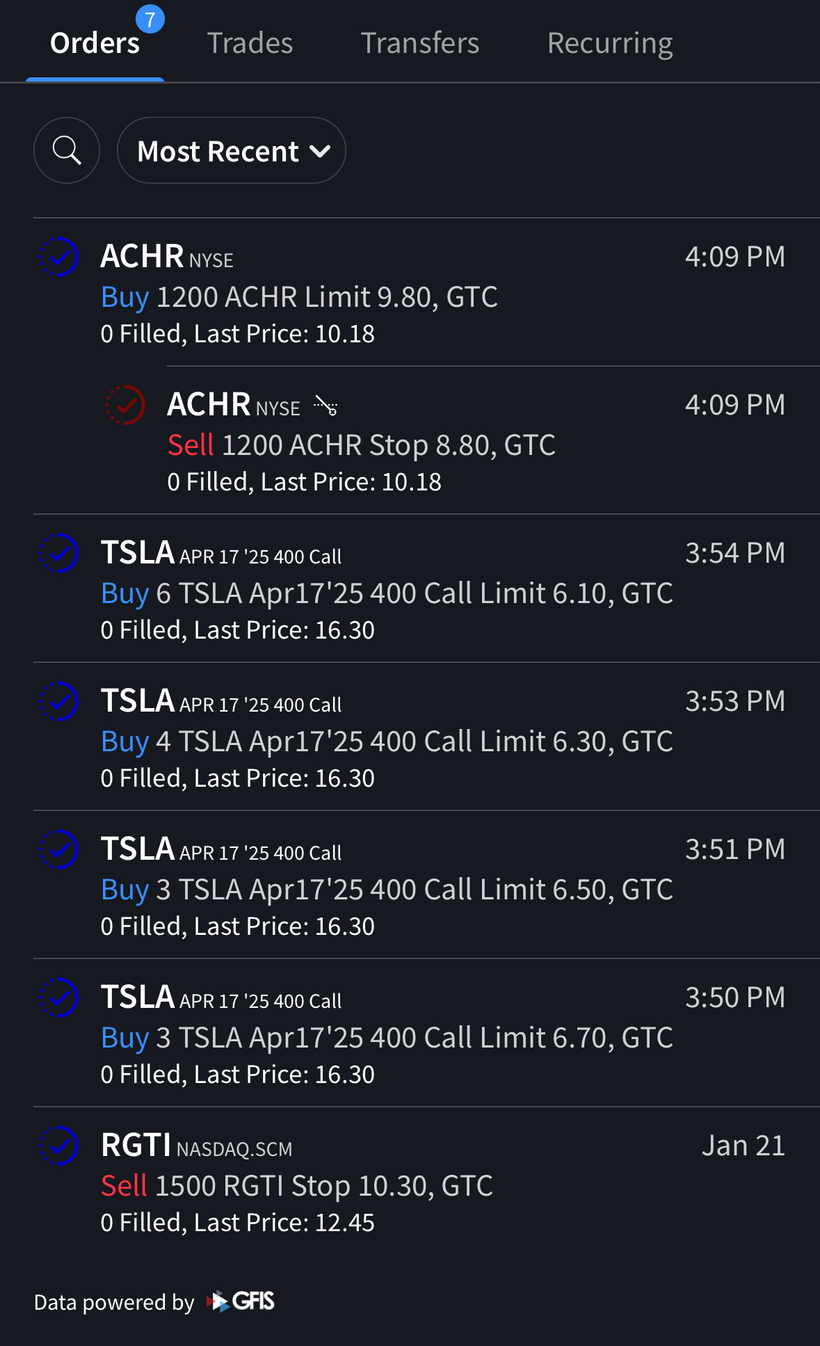 7
Orders Trades Transfers Recurring
Most Recent
ACHR NYSE 4:09 PM
Buy 1200 ACHR Limit 9.80, GTC
0 Filled, Last Price: 10.18
ACHR NYSE 4:09 PM
Sell 1200 ACHR Stop 8.80, GTC
0 Filled, Last Price: 10.18
TSLA APR 17 '25 400 Call 3:54 PM
Buy 6 TSLA Apr17'25 400 Call Limit 6.10, GTC
0 Filled, Last Price: 16.30
TSLA APR 17 '25 400 Call 3:53 PM
Buy 4 TSLA Apr17'25 400 Call Limit 6.30, GTC
0 Filled, Last Price: 16.30
TSLA APR 17 '25 400 Call 3:51 PM
Buy 3 TSLA Apr17'25 400 Call Limit 6.50, GTC
0 Filled, Last Price: 16.30
TSLA APR 17 '25 400 Call 3:50 PM
Buy 3 TSLA Apr17'25 400 Call Limit 6.70, GTC
0 Filled, Last Price: 16.30
RGTI NASDAQ.SCM Jan 21
Sell 1500 RGTI Stop 10.30, GTC
0 Filled, Last Price: 12.45
Data powered by GFIS